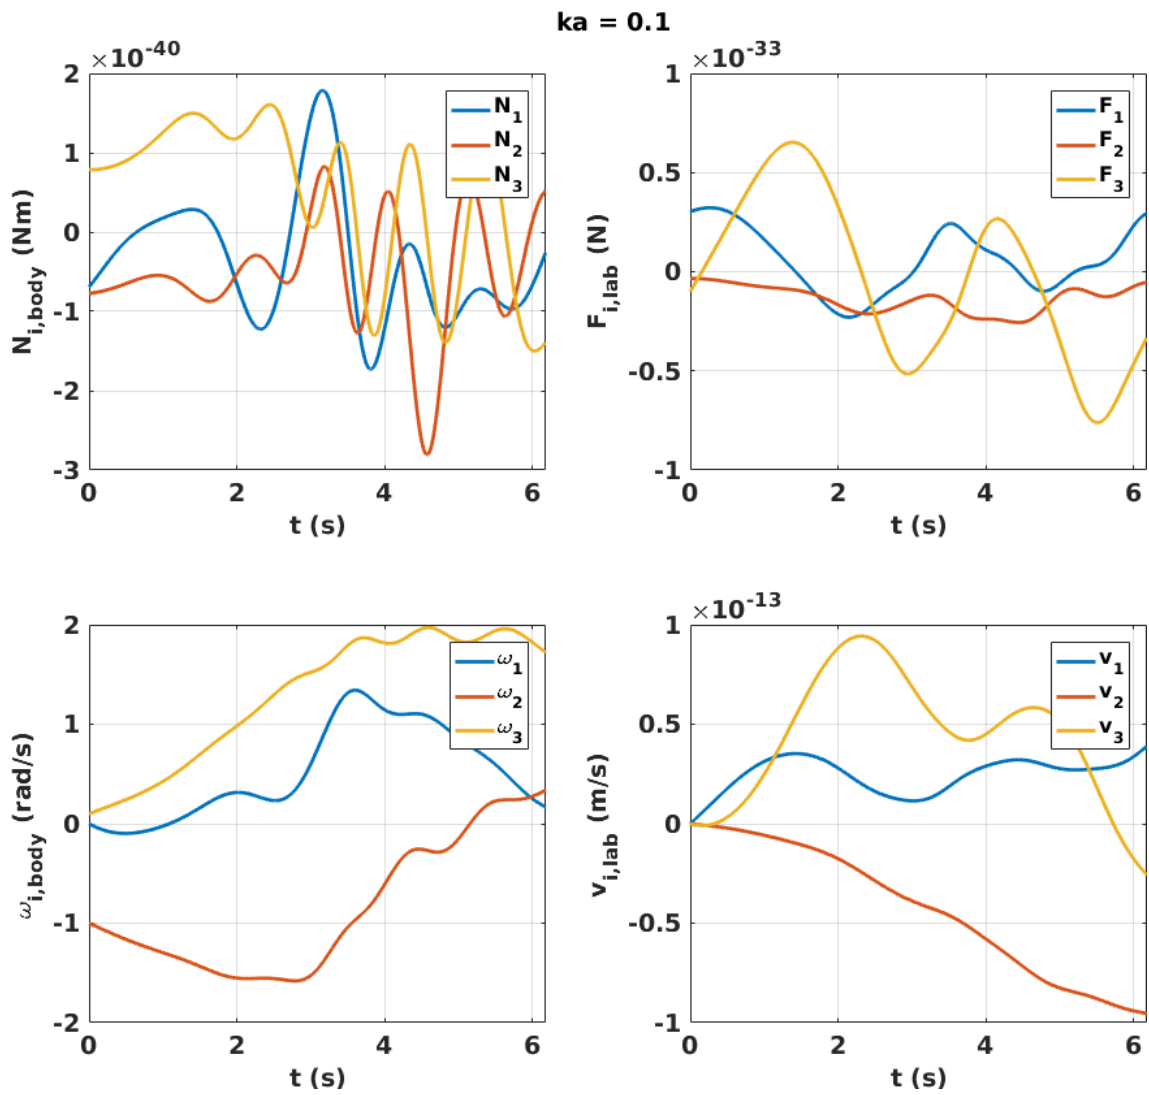 ka = 0.1
×10⁻⁴⁰
2
1
0
-1
-2
-3
N_{i,body} (Nm)
0 2 4 6
t (s)
N₁
N₂
N₃
×10⁻³³
1
0.5
0
-0.5
-1
F_{i,lab} (N)
0 2 4 6
t (s)
F₁
F₂
F₃
2
1
0
-1
-2
ω_{i,body} (rad/s)
0 2 4 6
t (s)
ω₁
ω₂
ω₃
×10⁻¹³
1
0.5
0
-0.5
-1
v_{i,lab} (m/s)
0 2 4 6
t (s)
v₁
v₂
v₃